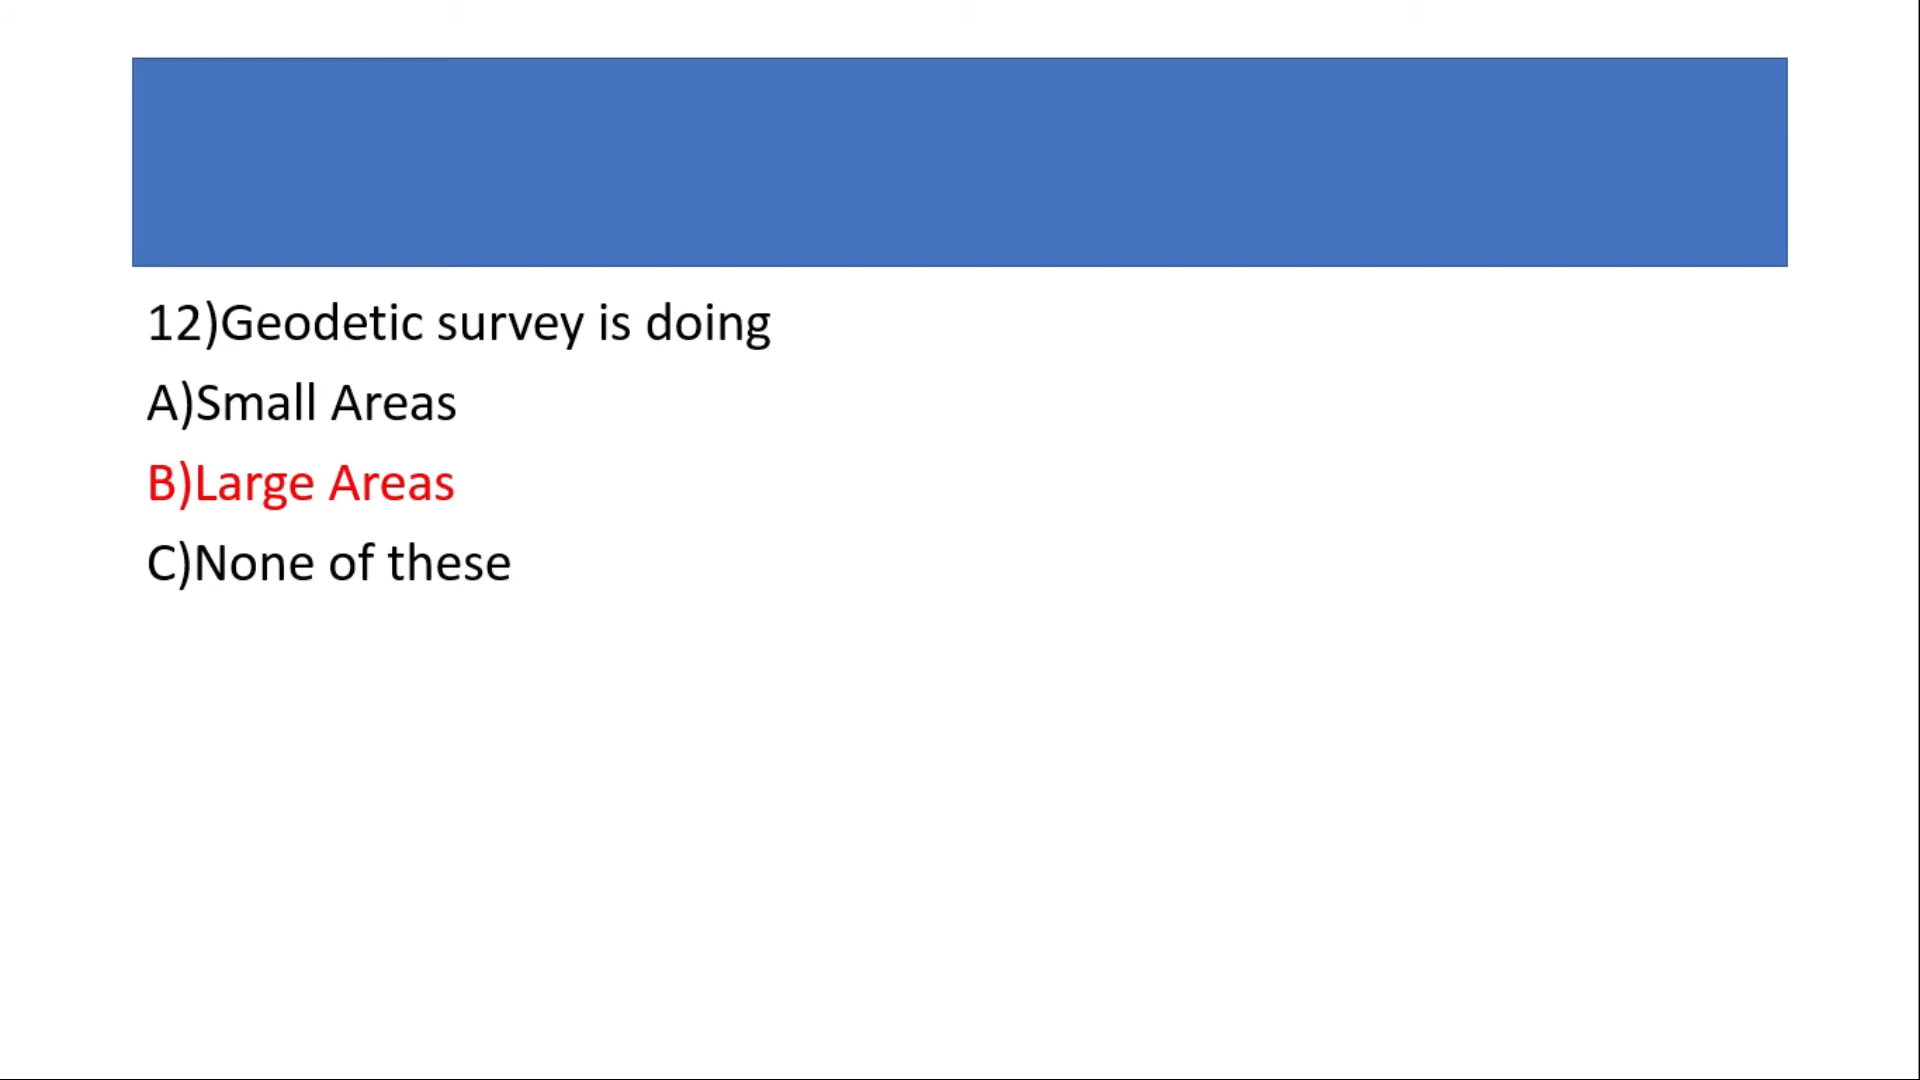 12)Geodetic survey is doing
A)Small Areas
B)Large Areas
C)None of these